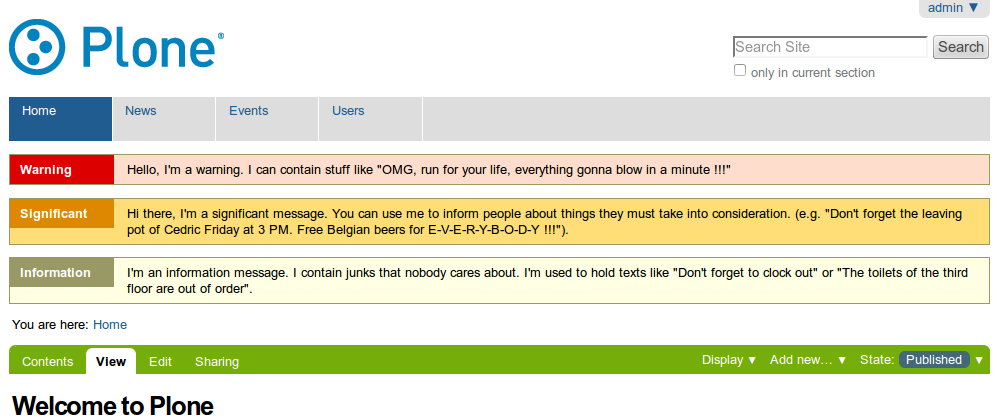 admin ▼
Plone®
Search Site
Search
only in current section
Home
News
Events
Users
Warning
Hello, I'm a warning. I can contain stuff like "OMG, run for your life, everything gonna blow in a minute !!!"
Significant
Hi there, I'm a significant message. You can use me to inform people about things they must take into consideration. (e.g. "Don't forget the leaving
pot of Cedric Friday at 3 PM. Free Belgian beers for E-V-E-R-Y-B-O-D-Y !!!").
Information
I'm an information message. I contain junks that nobody cares about. I'm used to hold texts like "Don't forget to clock out" or "The toilets of the third
floor are out of order".
You are here: Home
Contents
View
Edit
Sharing
Display ▼
Add new... ▼
State: Published ▼
Welcome to Plone